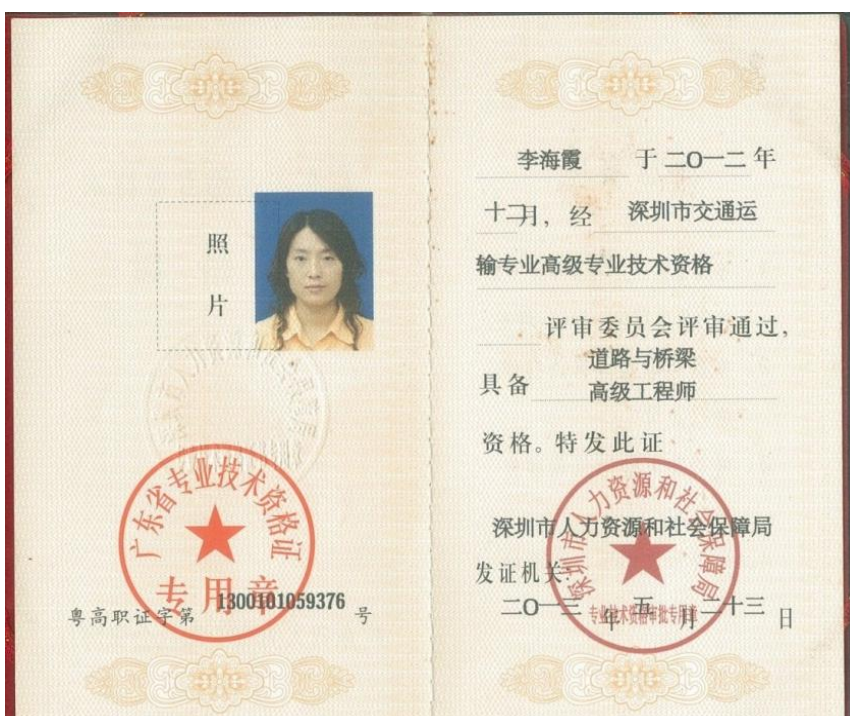 照
片
广东省专业技术资格证
专用章
粤高职证字第 1300101059376 号
李海霞 于 二O一二 年
十二月，经 深圳市交通运
输专业高级专业技术资格
评审委员会评审通过，
道路与桥梁
具备 高级工程师
资格。特发此证
深圳市人力资源和社会保障局
深圳市人力资源和社会保障局
发证机关：
专业技术资格审批专用章
二O一三 年 五 月 二十三 日